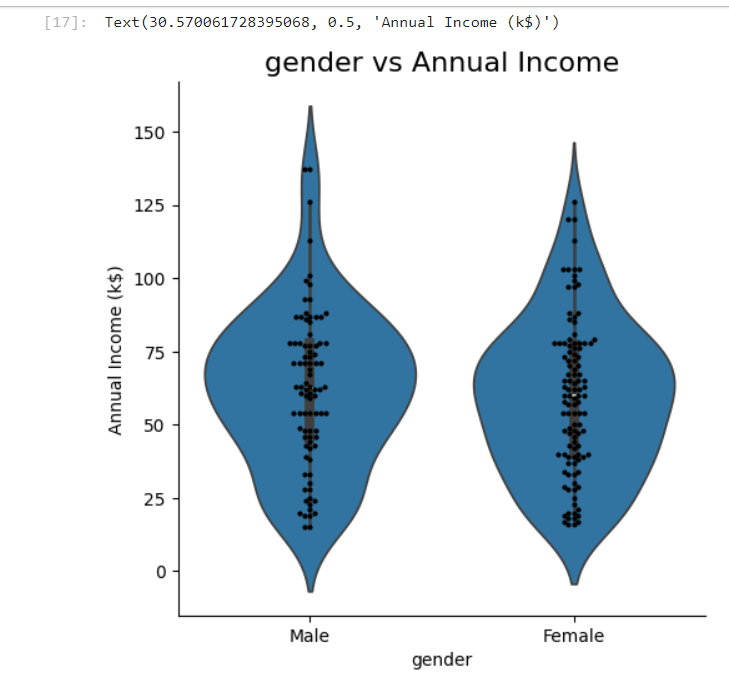 [17]: Text(30.570061728395068, 0.5, 'Annual Income (k$)')
gender vs Annual Income
150
125
100
75
50
25
0
Annual Income (k$)
Male Female
gender